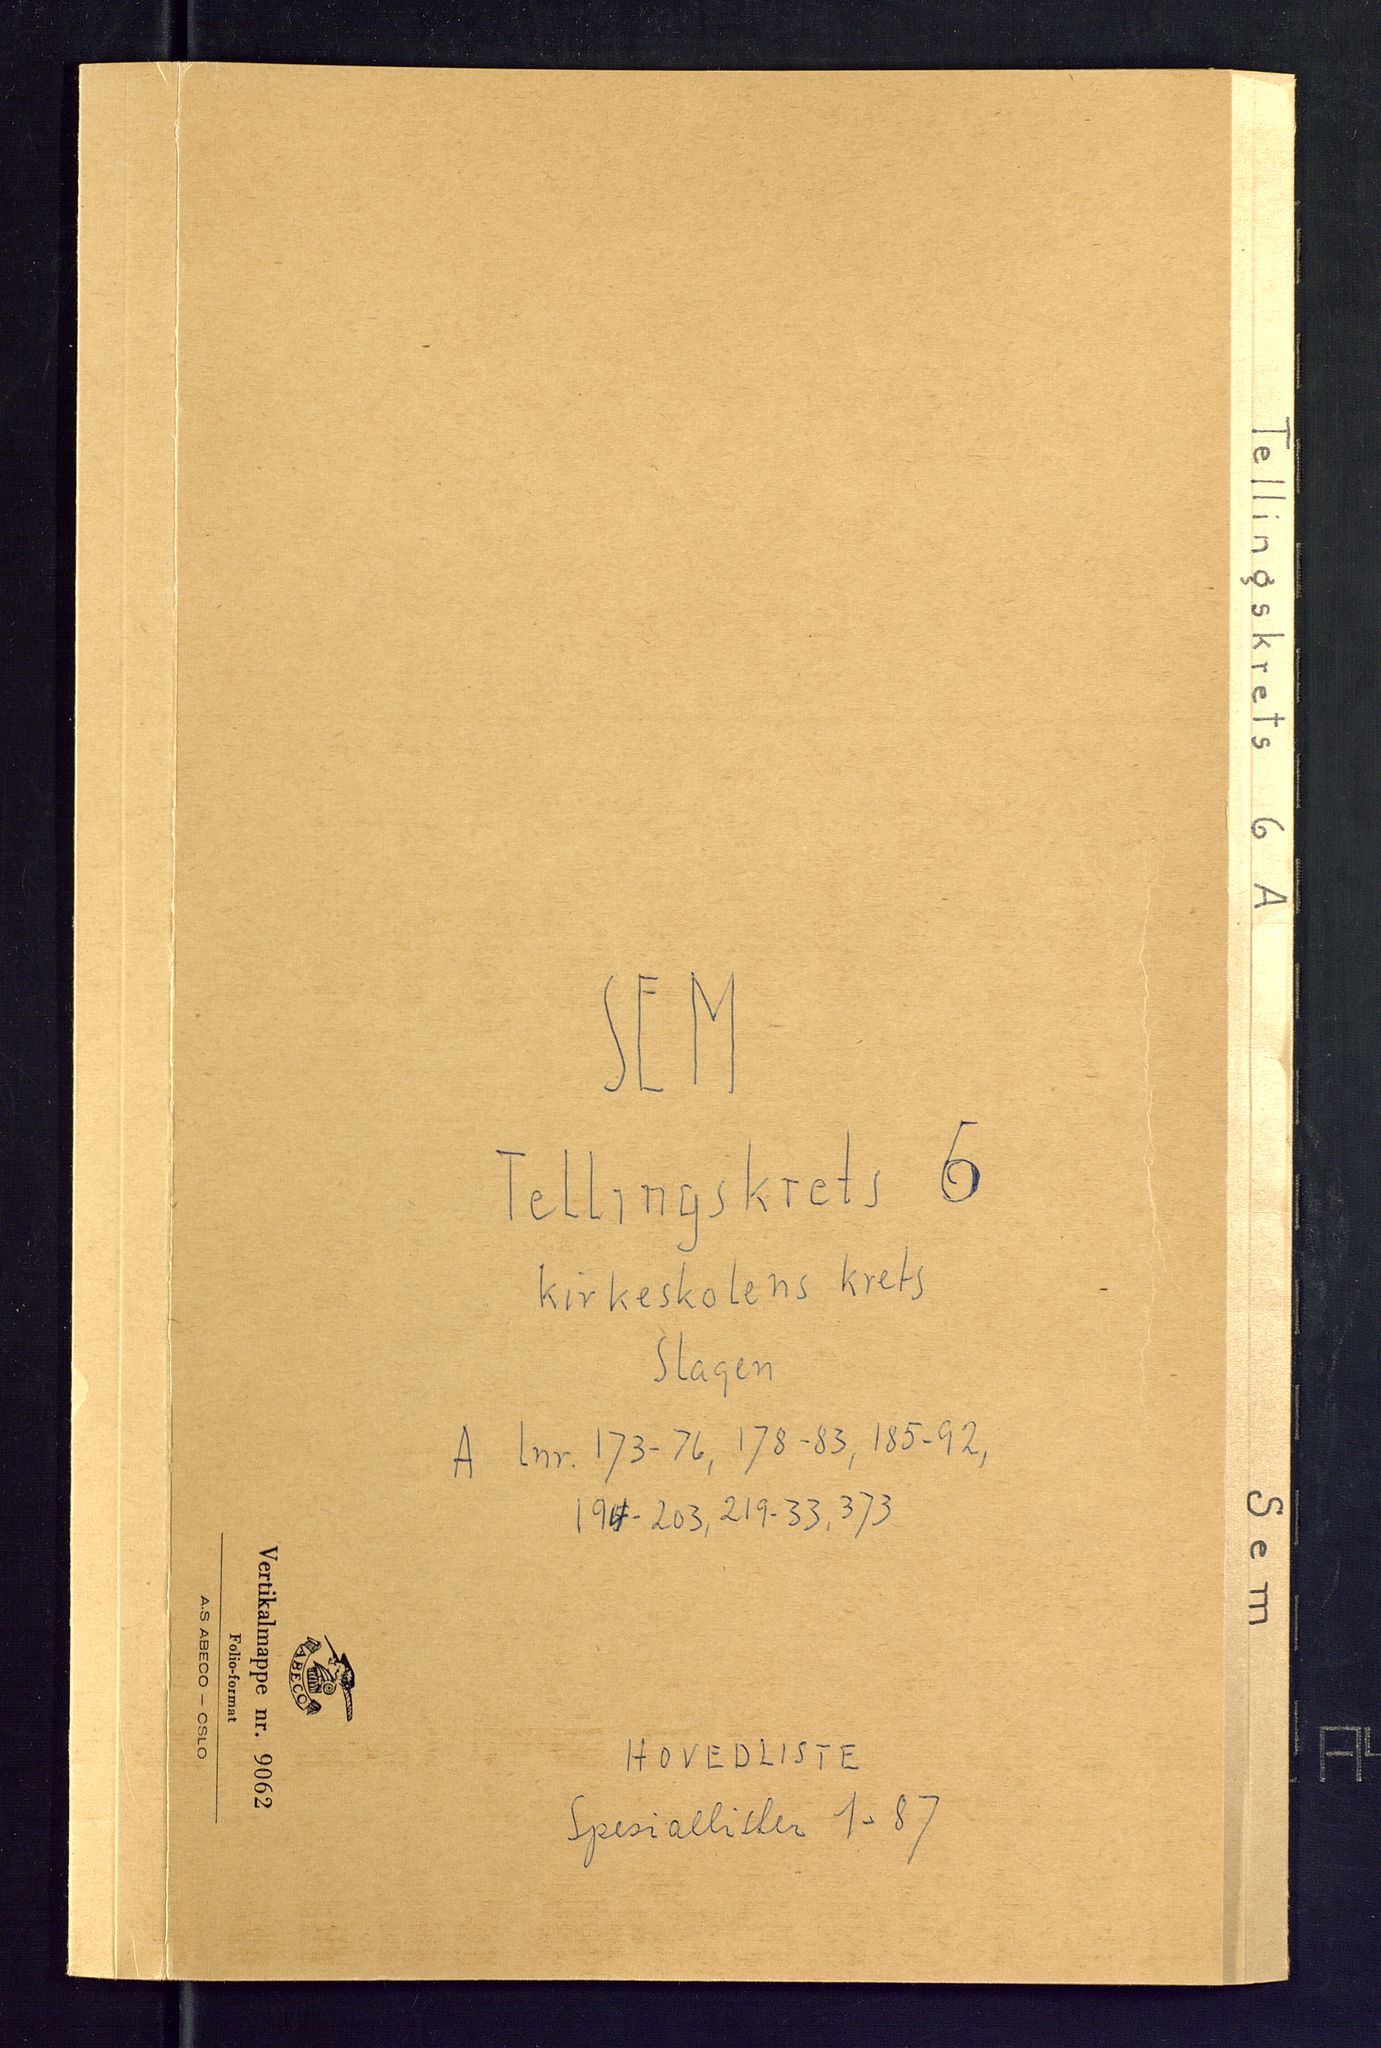 SEM
Tellingskrets 6
Kirkeskolens krets
Slagen
A lnr. 173-76, 178-83, 185-92,
194-203, 219-33, 373
HOVEDLISTE
Spesiallister 1-87
Tellingskrets 6 A Sem
ABECO
Vertikalmappe nr. 9062
Folio-format
A.S ABECO — OSLO